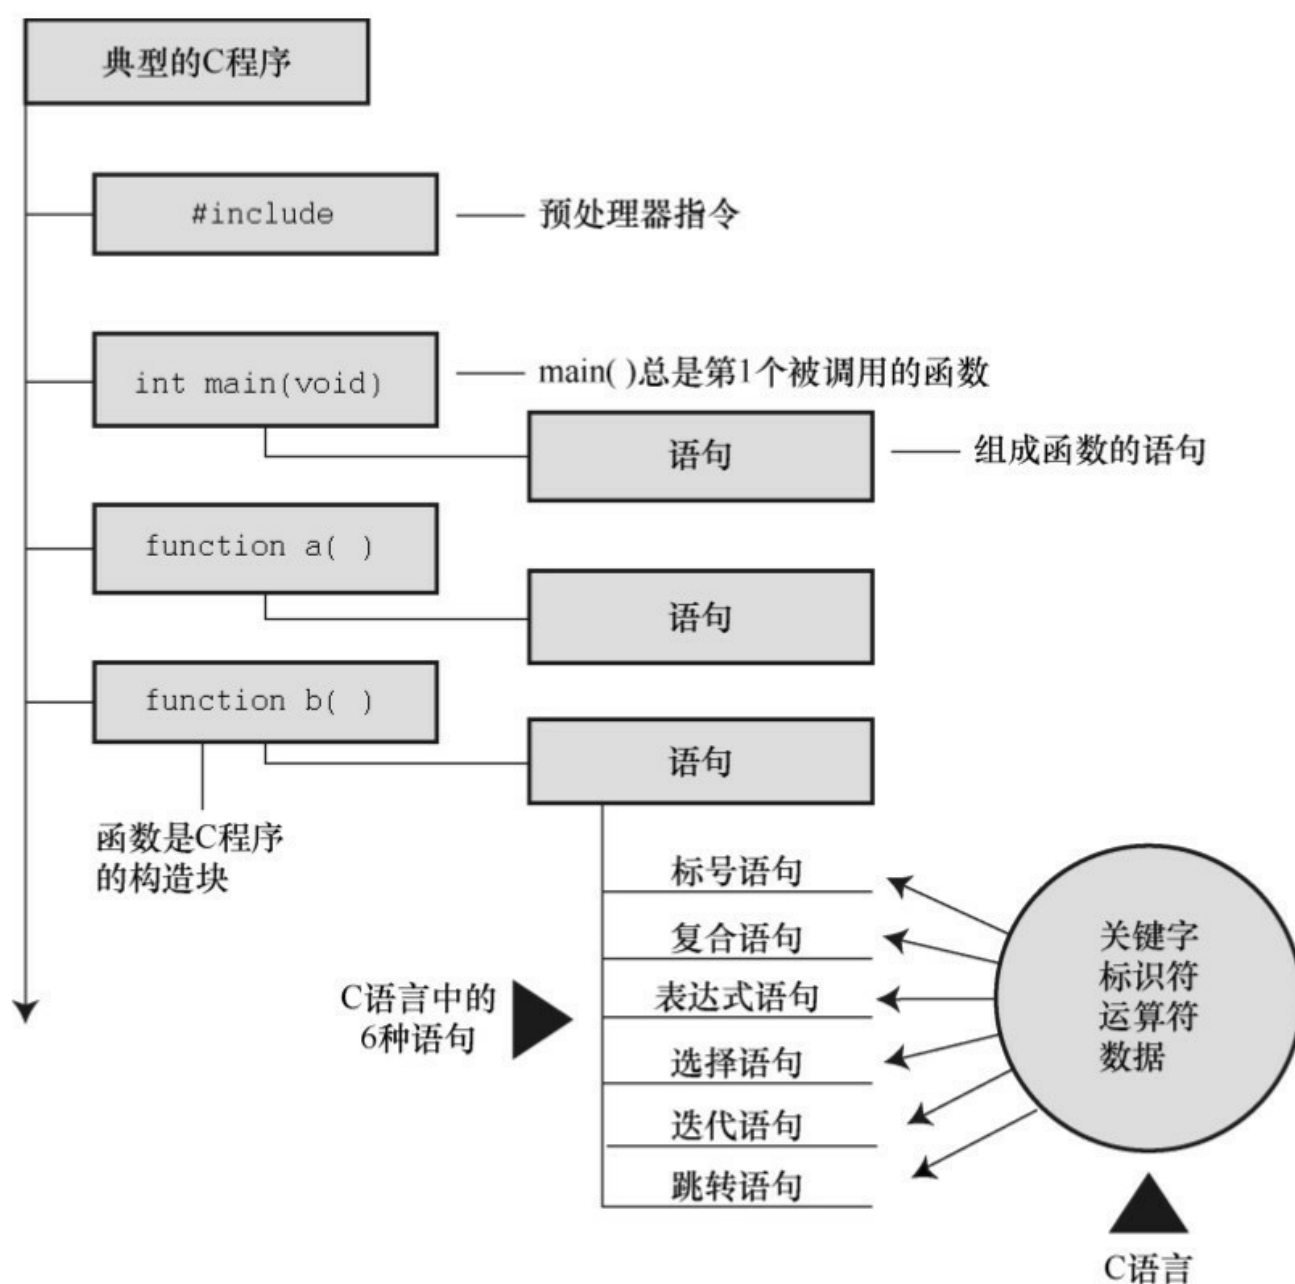 典型的C程序
#include
预处理器指令
int main(void)
main( )总是第1个被调用的函数
语句
组成函数的语句
function a( )
语句
function b( )
语句
函数是C程序
的构造块
C语言中的
6种语句
标号语句
复合语句
表达式语句
选择语句
迭代语句
跳转语句
关键字
标识符
运算符
数据
C语言